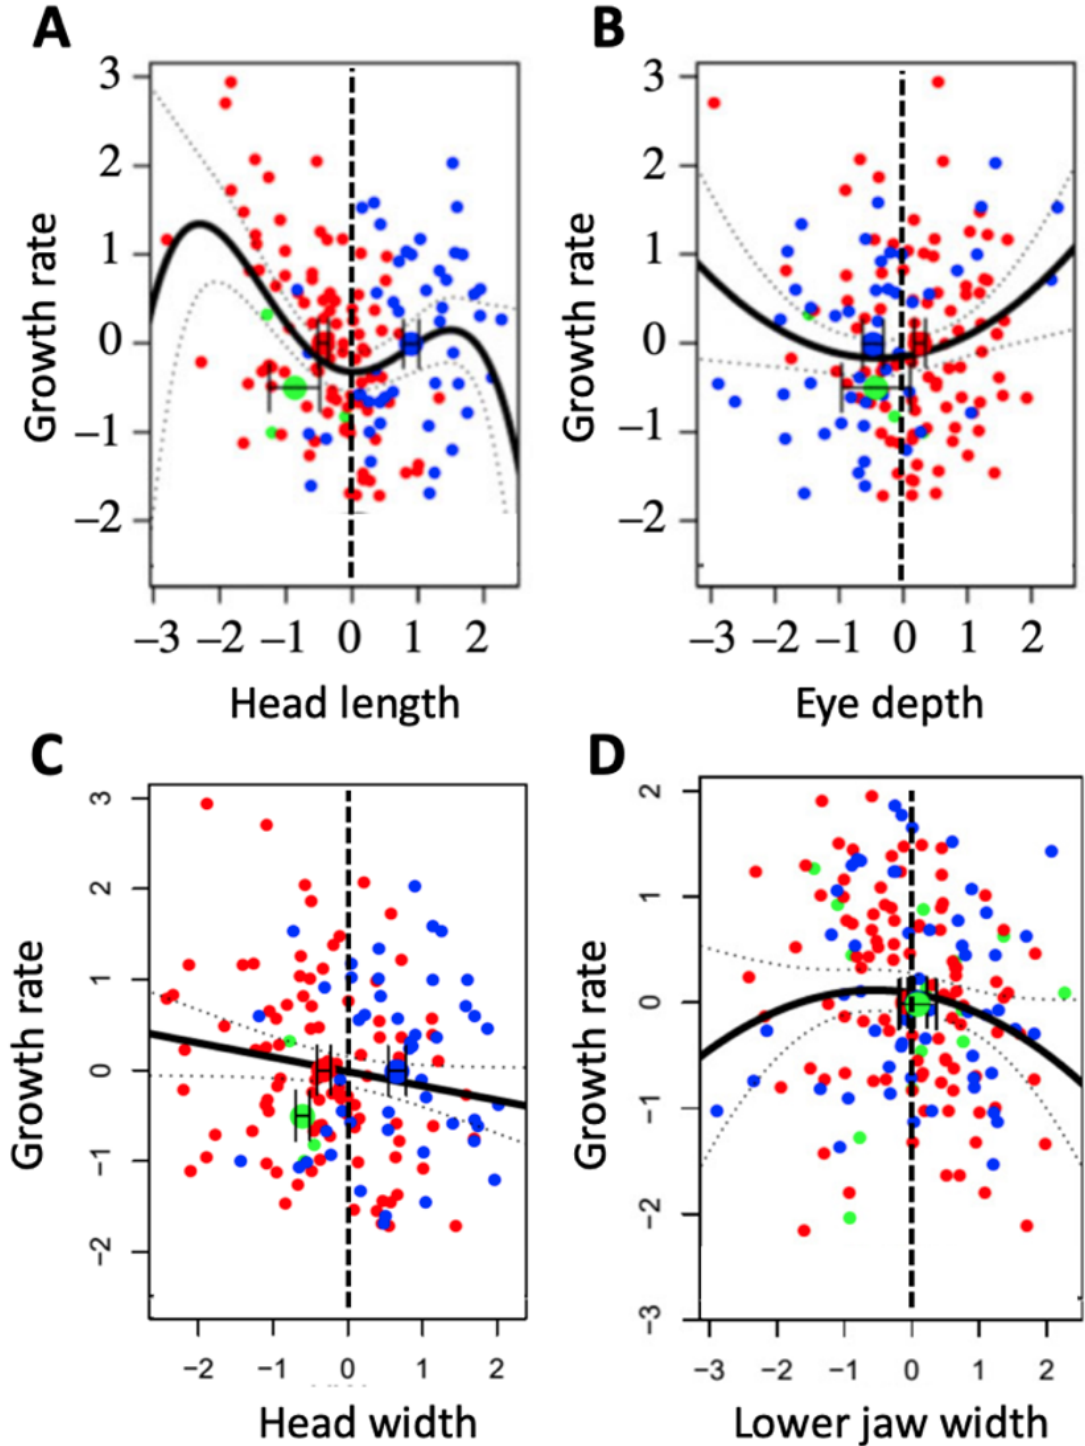 A
B
3
2
1
0
−1
−2
Growth rate
−3 −2 −1 0 1 2
Head length
3
2
1
0
−1
−2
Growth rate
−3 −2 −1 0 1 2
Eye depth
C
D
3
2
1
0
−1
−2
Growth rate
−2 −1 0 1 2
Head width
2
1
0
−1
−2
−3
Growth rate
−3 −2 −1 0 1 2
Lower jaw width